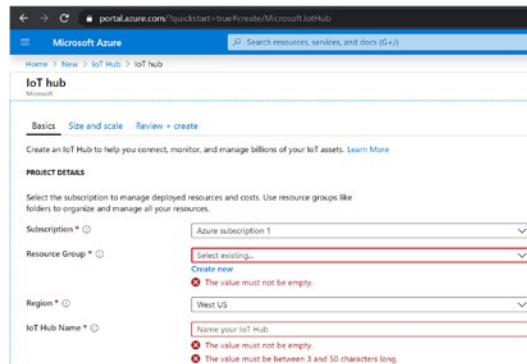 portal.azure.com/?quickstart=true#create/Microsoft.IotHub
Microsoft Azure
Search resources, services, and docs (G+/)
Home > New > IoT Hub > IoT hub
IoT hub
Microsoft
Basics Size and scale Review + create
Create an IoT Hub to help you connect, monitor, and manage billions of your IoT assets. Learn More
PROJECT DETAILS
Select the subscription to manage deployed resources and costs. Use resource groups like
folders to organize and manage all your resources.
Subscription * Azure subscription 1
Resource Group * Select existing...
Create new
The value must not be empty.
Region * West US
IoT Hub Name * Name your IoT Hub
The value must not be empty.
The value must be between 3 and 50 characters long.